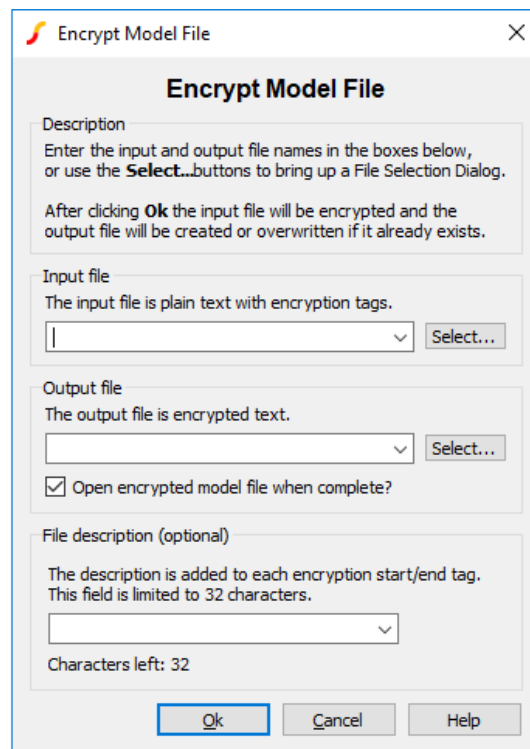 Encrypt Model File
Encrypt Model File
Description
Enter the input and output file names in the boxes below,
or use the Select...buttons to bring up a File Selection Dialog.
After clicking Ok the input file will be encrypted and the
output file will be created or overwritten if it already exists.
Input file
The input file is plain text with encryption tags.
Select...
Output file
The output file is encrypted text.
Select...
Open encrypted model file when complete?
File description (optional)
The description is added to each encryption start/end tag.
This field is limited to 32 characters.
Characters left: 32
Ok Cancel Help